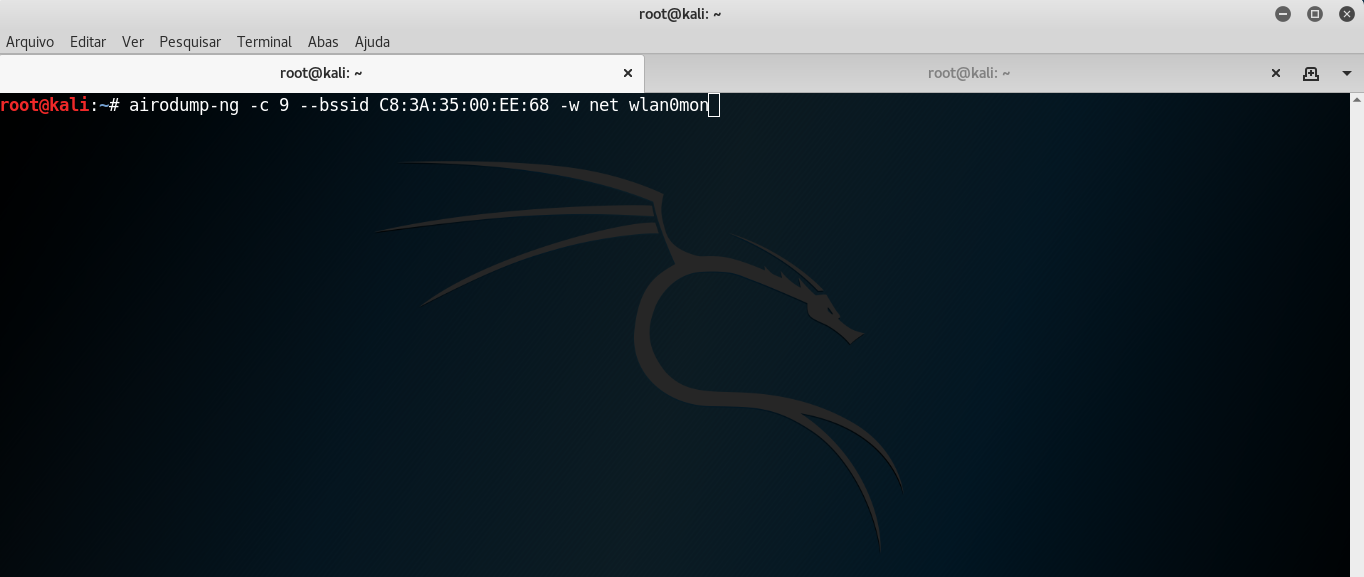 root@kali: ~
Arquivo Editar Ver Pesquisar Terminal Abas Ajuda
root@kali: ~ root@kali: ~
root@kali:~# airodump-ng -c 9 --bssid C8:3A:35:00:EE:68 -w net wlan0mon